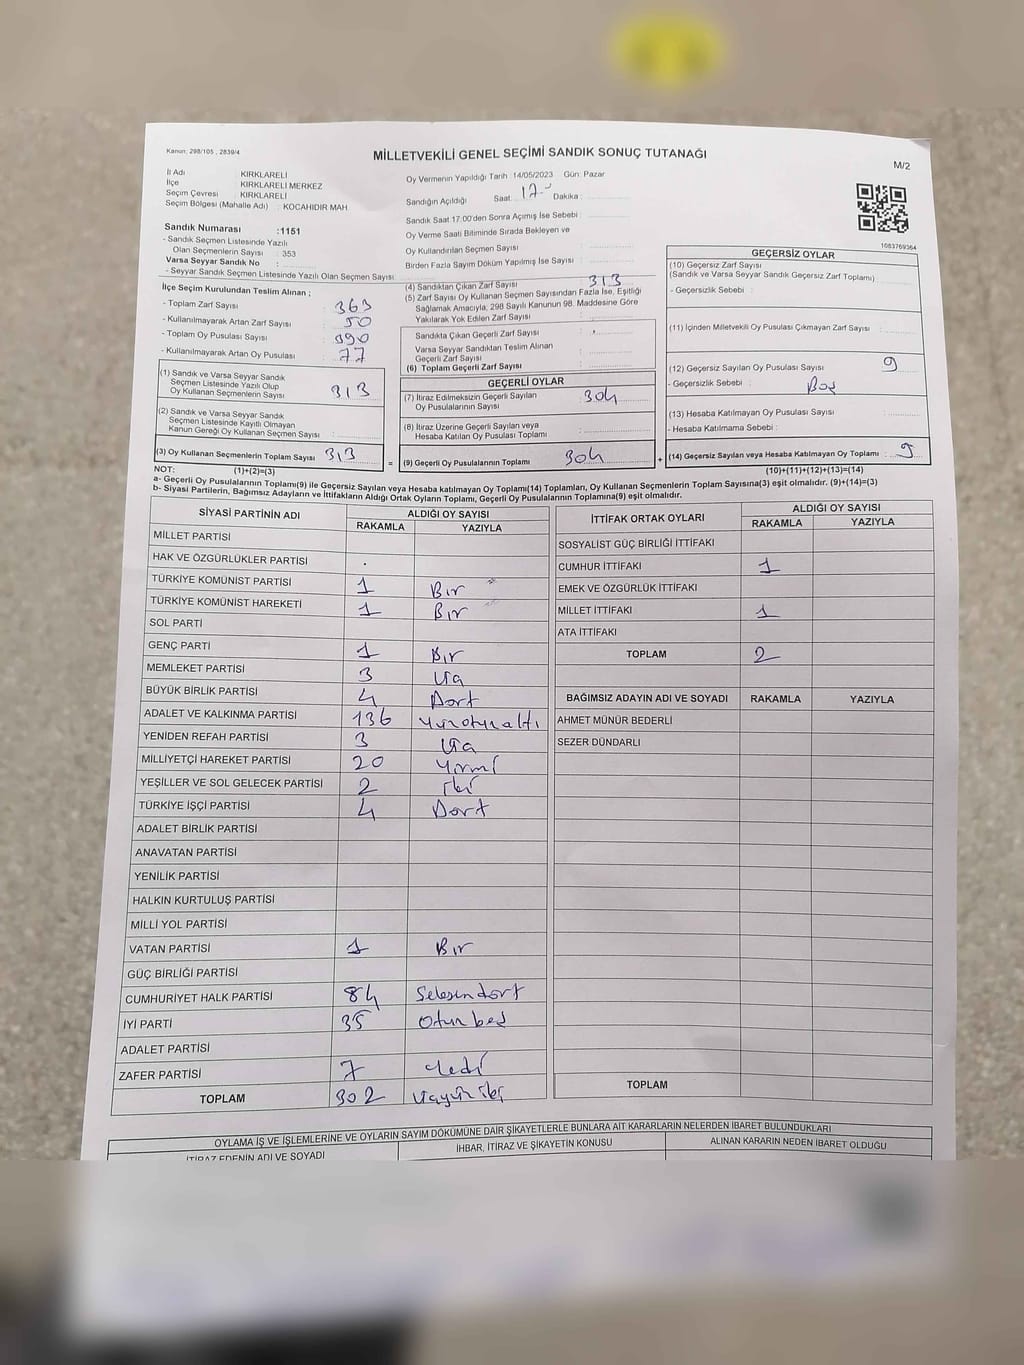 Kanun: 298/105 , 2839/4
MİLLETVEKİLİ GENEL SEÇİMİ SANDIK SONUÇ TUTANAĞI
M/2
İl Adı KIRKLARELİ
İlçe KIRKLARELİ MERKEZ
Seçim Çevresi KIRKLARELİ
Seçim Bölgesi (Mahalle Adı) : KOCAHIDIR MAH.
Sandık Numarası :1151
- Sandık Seçmen Listesinde Yazılı
Olan Seçmenlerin Sayısı : 353
Varsa Seyyar Sandık No :
- Seyyar Sandık Seçmen Listesinde Yazılı Olan Seçmen Sayısı
Oy Vermenin Yapıldığı Tarih 14/05/2023 Gün: Pazar
Sandığın Açıldığı Saat 17 Dakika :
Sandık Saat 17:00'den Sonra Açılmış İse Sebebi :
Oy Verme Saati Bitiminde Sırada Bekleyen ve
Oy Kullandırılan Seçmen Sayısı
Birden Fazla Sayım Döküm Yapılmış İse Sayısı :
1083769364
İlçe Seçim Kurulundan Teslim Alınan ;
- Toplam Zarf Sayısı : 363
- Kullanılmayarak Artan Zarf Sayısı : 50
- Toplam Oy Pusulası Sayısı : 390
- Kullanılmayarak Artan Oy Pusulası : 77
(1) Sandık ve Varsa Seyyar Sandık
Seçmen Listesinde Yazılı Olup
Oy Kullanan Seçmenlerin Sayısı : 313
(2) Sandık ve Varsa Seyyar Sandık
Seçmen Listesinde Kayıtlı Olmayan
Kanun Gereği Oy Kullanan Seçmen Sayısı :
(3) Oy Kullanan Seçmenlerin Toplam Sayısı : 313
(4) Sandıktan Çıkan Zarf Sayısı : 313
(5) Zarf Sayısı Oy Kullanan Seçmen Sayısından Fazla İse, Eşitliği
Sağlamak Amacıyla, 298 Sayılı Kanunun 98. Maddesine Göre
Yakılarak Yok Edilen Zarf Sayısı :
Sandıkta Çıkan Geçerli Zarf Sayısı :
Varsa Seyyar Sandıktan Teslim Alınan
Geçerli Zarf Sayısı :
(6) Toplam Geçerli Zarf Sayısı :
GEÇERLİ OYLAR
(7) İtiraz Edilmeksizin Geçerli Sayılan
Oy Pusulalarının Sayısı : 304
(8) İtiraz Üzerine Geçerli Sayılan veya
Hesaba Katılan Oy Pusulası Toplamı :
= (9) Geçerli Oy Pusulalarının Toplamı : 304 +
GEÇERSİZ OYLAR
(10) Geçersiz Zarf Sayısı
(Sandık ve Varsa Seyyar Sandık Geçersiz Zarf Toplamı)
- Geçersizlik Sebebi :
(11) İçinden Milletvekili Oy Pusulası Çıkmayan Zarf Sayısı :
(12) Geçersiz Sayılan Oy Pusulası Sayısı : 9
- Geçersizlik Sebebi : Boş
(13) Hesaba Katılmayan Oy Pusulası Sayısı :
- Hesaba Katılmama Sebebi :
(14) Geçersiz Sayılan veya Hesaba Katılmayan Oy Toplamı : 9
NOT: (1)+(2)=(3) (10)+(11)+(12)+(13)=(14)
a- Geçerli Oy Pusulalarının Toplamı(9) ile Geçersiz Sayılan veya Hesaba katılmayan Oy Toplamı(14) Toplamları, Oy Kullanan Seçmenlerin Toplam Sayısına(3) eşit olmalıdır. (9)+(14)=(3)
b- Siyasi Partilerin, Bağımsız Adayların ve İttifakların Aldığı Ortak Oyların Toplamı, Geçerli Oy Pusulalarının Toplamına(9) eşit olmalıdır.
SİYASİ PARTİNİN ADI ALDIĞI OY SAYISI
RAKAMLA YAZIYLA
MİLLET PARTİSİ
HAK VE ÖZGÜRLÜKLER PARTİSİ
TÜRKİYE KOMÜNİST PARTİSİ 1 Bır
TÜRKİYE KOMÜNİST HAREKETİ 1 Bır
SOL PARTİ
GENÇ PARTİ 1 Bır
MEMLEKET PARTİSİ 3 Üç
BÜYÜK BİRLİK PARTİSİ 4 Dört
ADALET VE KALKINMA PARTİSİ 136 Yüzotuzaltı
YENİDEN REFAH PARTİSİ 3 Üç
MİLLİYETÇİ HAREKET PARTİSİ 20 Yirmi
YEŞİLLER VE SOL GELECEK PARTİSİ 2 iki
TÜRKİYE İŞÇİ PARTİSİ 4 Dört
ADALET BİRLİK PARTİSİ
ANAVATAN PARTİSİ
YENİLİK PARTİSİ
HALKIN KURTULUŞ PARTİSİ
MİLLİ YOL PARTİSİ
VATAN PARTİSİ 1 Bır
GÜÇ BİRLİĞİ PARTİSİ
CUMHURİYET HALK PARTİSİ 84 Seksendört
İYİ PARTİ 35 Otuzbeş
ADALET PARTİSİ
ZAFER PARTİSİ 7 Yedi
TOPLAM 302 Üçyüziki
İTTİFAK ORTAK OYLARI ALDIĞI OY SAYISI
RAKAMLA YAZIYLA
SOSYALİST GÜÇ BİRLİĞİ İTTİFAKI
CUMHUR İTTİFAKI 1
EMEK VE ÖZGÜRLÜK İTTİFAKI
MİLLET İTTİFAKI 1
ATA İTTİFAKI
TOPLAM 2
BAĞIMSIZ ADAYIN ADI VE SOYADI RAKAMLA YAZIYLA
AHMET MÜNÜR BEDERLİ
SEZER DÜNDARLI
TOPLAM
OYLAMA İŞ VE İŞLEMLERİNE VE OYLARIN SAYIM DÖKÜMÜNE DAİR ŞİKAYETLERLE BUNLARA AİT KARARLARIN NELERDEN İBARET BULUNDUKLARI
İTİRAZ EDENİN ADI VE SOYADI İHBAR, İTİRAZ VE ŞİKAYETİN KONUSU ALINAN KARARIN NEDEN İBARET OLDUĞU